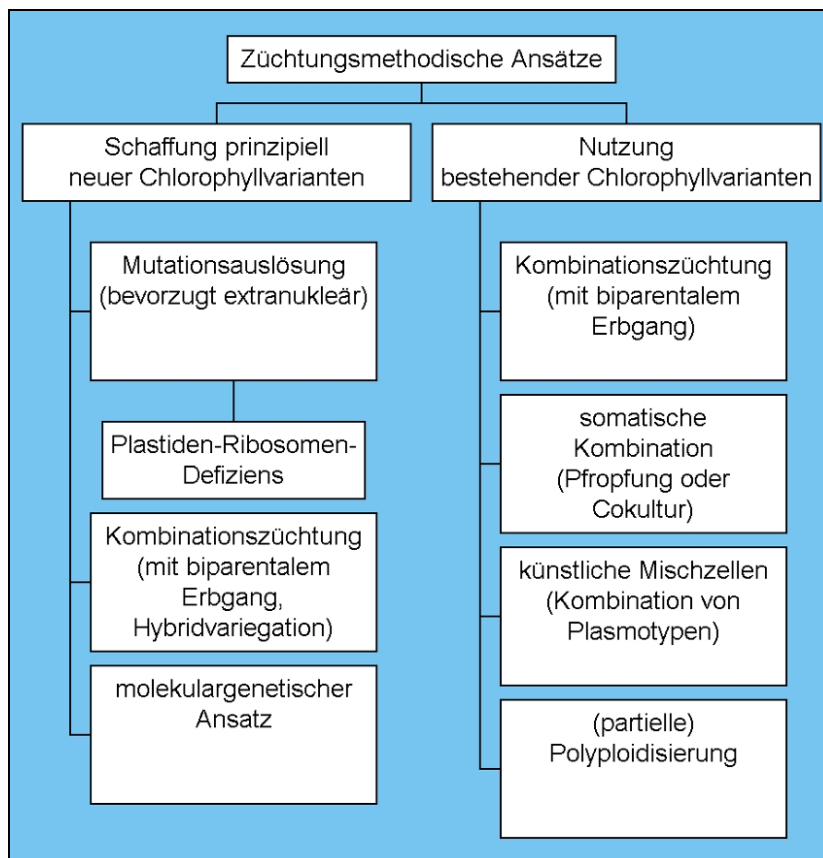 Züchtungsmethodische Ansätze
Schaffung prinzipiell
neuer Chlorophyllvarianten
Mutationsauslösung
(bevorzugt extranukleär)
Plastiden-Ribosomen-
Defiziens
Kombinationszüchtung
(mit biparentalem
Erbgang,
Hybridvariegation)
molekulargenetischer
Ansatz
Nutzung
bestehender Chlorophyllvarianten
Kombinationszüchtung
(mit biparentalem
Erbgang)
somatische
Kombination
(Pfropfung oder
Cokultur)
künstliche Mischzellen
(Kombination von
Plasmotypen)
(partielle)
Polyploidisierung